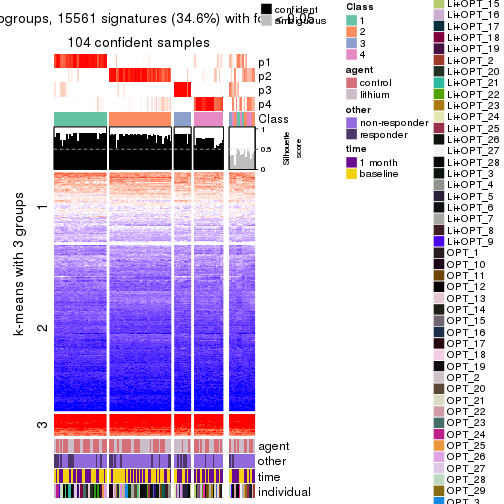 ogroups, 15561 signatures (34.6%) with fdr < 0.05
104 confident samples
p1
p2
p3
p4
Class
1
0.5
0
Silhouette
score
k-means with 3 groups
1
2
3
agent
other
time
individual
confident
ambiguous
Class
1
2
3
4
agent
control
lithium
other
non-responder
responder
time
1 month
baseline
Li+OPT_15
Li+OPT_16
Li+OPT_17
Li+OPT_18
Li+OPT_19
Li+OPT_2
Li+OPT_20
Li+OPT_21
Li+OPT_22
Li+OPT_23
Li+OPT_24
Li+OPT_25
Li+OPT_26
Li+OPT_27
Li+OPT_28
Li+OPT_3
Li+OPT_4
Li+OPT_5
Li+OPT_6
Li+OPT_7
Li+OPT_8
Li+OPT_9
OPT_1
OPT_10
OPT_11
OPT_12
OPT_13
OPT_14
OPT_15
OPT_16
OPT_17
OPT_18
OPT_19
OPT_2
OPT_20
OPT_21
OPT_22
OPT_23
OPT_24
OPT_25
OPT_26
OPT_27
OPT_28
OPT_29
OPT_3